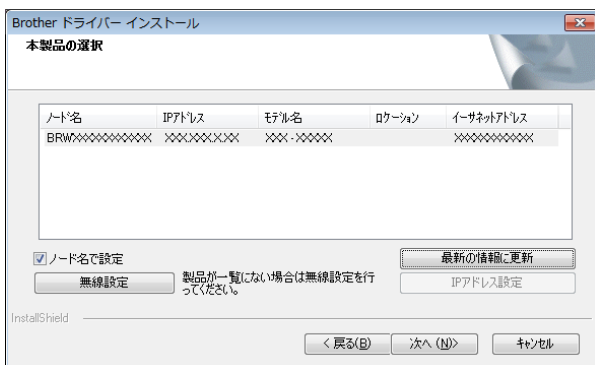 Brother ドライバー インストール
本製品の選択
ノード名 IPアドレス モデル名 ロケーション イーサネットアドレス
BRWXXXXXXXXXXXX XXX.XXX.X.XX XXX-XXXXX XXXXXXXXXXXX
ノード名で設定
最新の情報に更新
無線設定
製品が一覧にない場合は無線設定を行
ってください。
IPアドレス設定
InstallShield
< 戻る(B) 次へ (N)> キャンセル